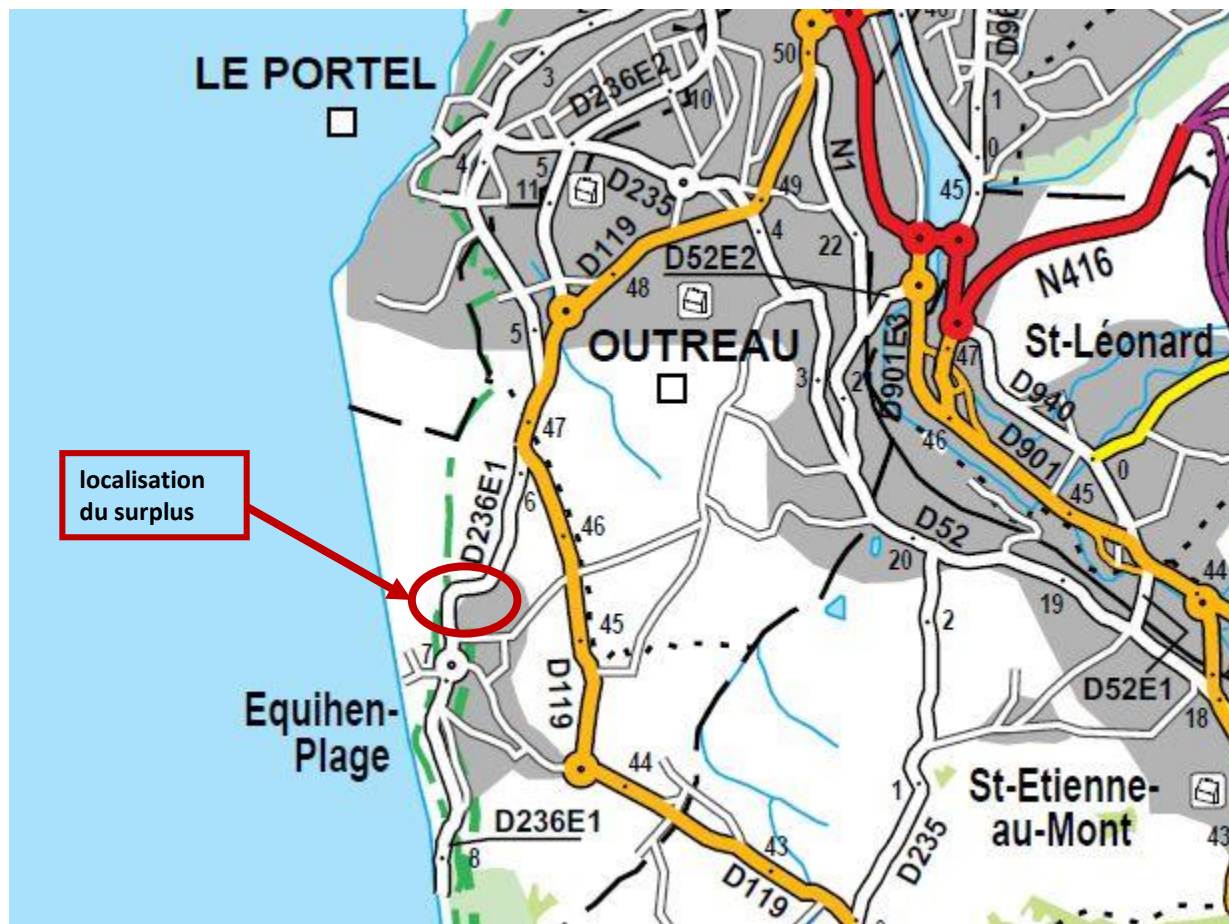 LE PORTEL
50
3
D236E2
10
46
1
0
4
5
11
D235
49
4
N1
45
22
D119
D52E2
48
N416
5
OUTREAU
3
2
D901E3
47
St-Léonard
D940
47
46
D901
0
45
localisation
du surplus
D236E1
6
46
D52
20
19
44
2
45
7
D119
D52E1
18
Equihen-
Plage
44
1
St-Etienne-
au-Mont
D236E1
8
43
D119
D235
43